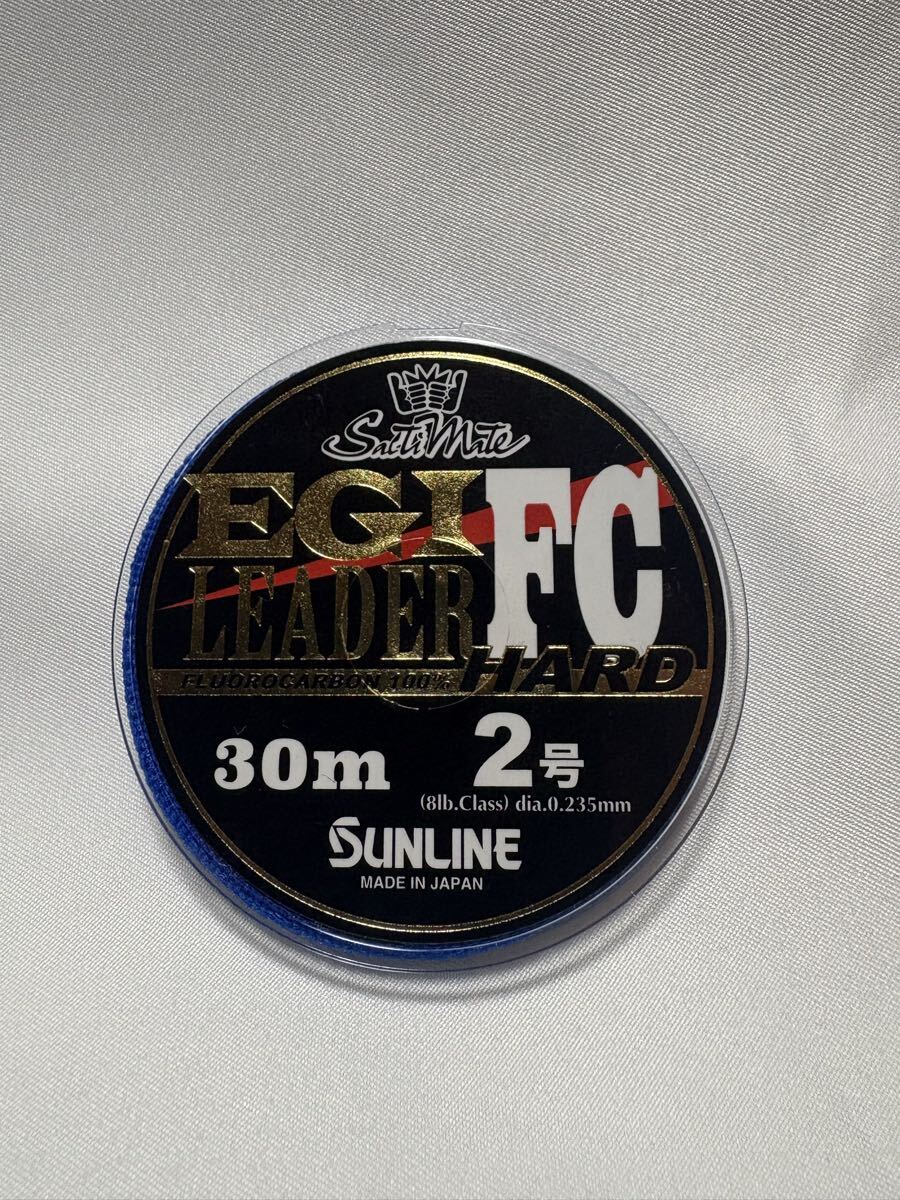 SaltiMate
EGI FC
LEADER
FLUOROCARBON 100% HARD
30m 2号
(8lb.Class) dia.0.235mm
SUNLINE
MADE IN JAPAN